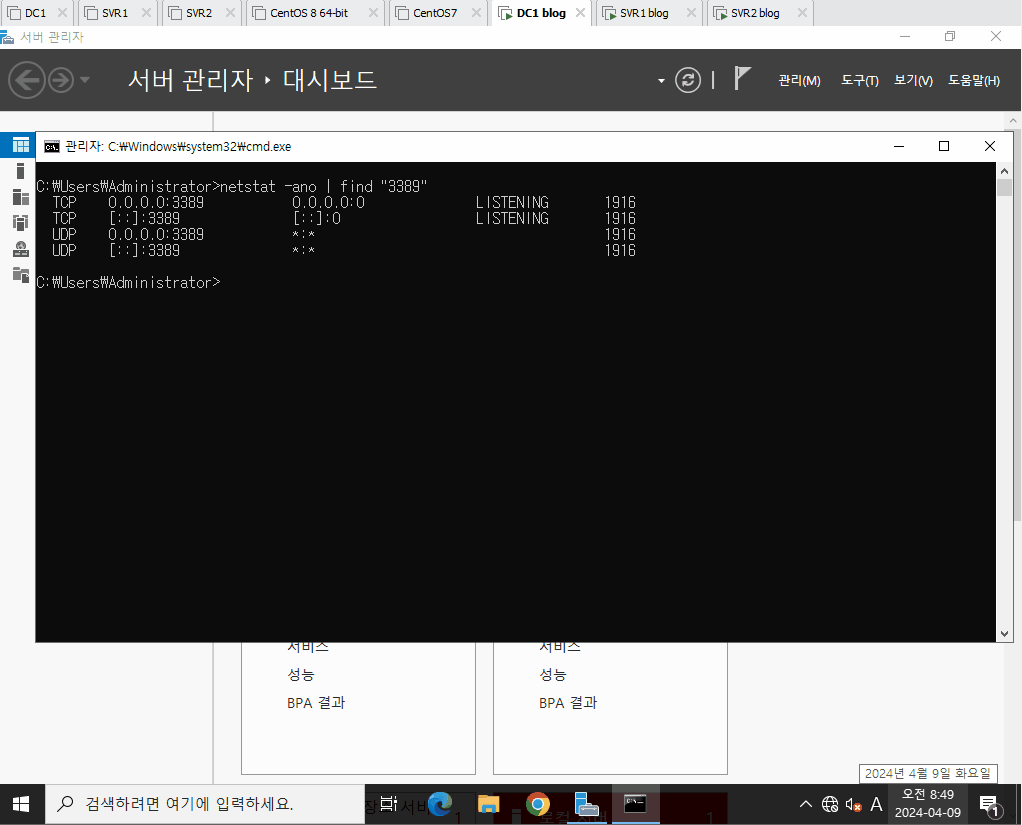 DC1 SVR1 SVR2 CentOS 8 64-bit CentOS7 DC1 blog SVR1 blog SVR2 blog
서버 관리자
서버 관리자 ‣ 대시보드
관리(M) 도구(T) 보기(V) 도움말(H)
관리자: C:₩Windows₩system32₩cmd.exe
C:₩Users₩Administrator>netstat -ano | find "3389"
TCP 0.0.0.0:3389 0.0.0.0:0 LISTENING 1916
TCP [::]:3389 [::]:0 LISTENING 1916
UDP 0.0.0.0:3389 *:* 1916
UDP [::]:3389 *:* 1916
C:₩Users₩Administrator>
서비스 서비스
성능 성능
BPA 결과 BPA 결과
2024년 4월 9일 화요일
검색하려면 여기에 입력하세요.
A
오전 8:49
2024-04-09
1